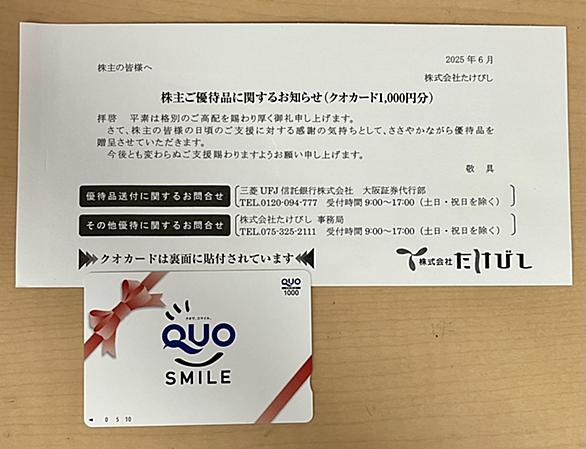 2025年6月
株主の皆様へ
株式会社たけびし
株主ご優待品に関するお知らせ(クオカード1,000円分)
拝啓 平素は格別のご高配を賜わり厚く御礼申し上げます。
さて、株主の皆様の日頃のご支援に対する感謝の気持ちとして、ささやかながら優待品を
贈呈させていただきます。
今後とも変わらぬご支援賜わりますようお願い申し上げます。
敬具
優待品送付に関するお問合せ
三菱UFJ信託銀行株式会社 大阪証券代行部
TEL.0120-094-777 受付時間 9:00~17:00(土日・祝日を除く)
その他優待に関するお問合せ
株式会社たけびし 事務局
TEL.075-325-2111 受付時間 9:00~17:00(土日・祝日を除く)
クオカードは裏面に貼付されています
株式会社たけびし
QUO
1000
QUO
SMILE
0 5 10